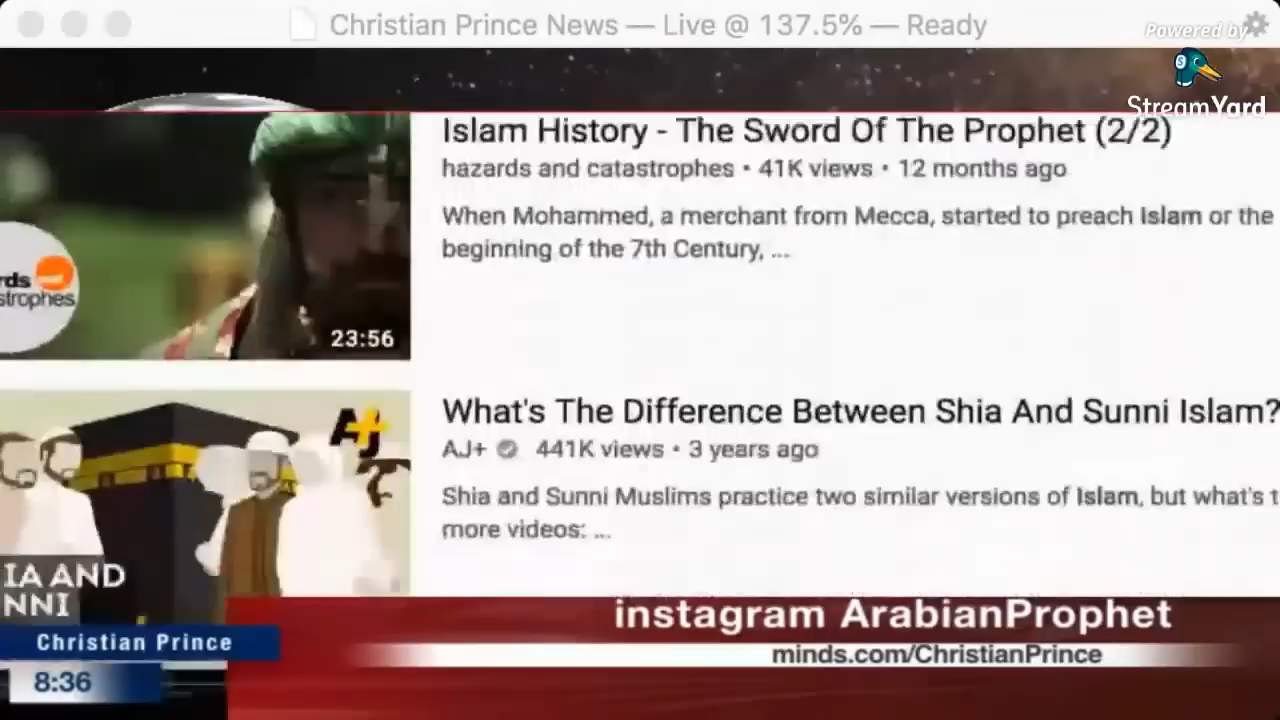 Christian Prince News — Live @ 137.5% — Ready
Powered by
StreamYard
Islam History - The Sword Of The Prophet (2/2)
hazards and catastrophes • 41K views • 12 months ago
When Mohammed, a merchant from Mecca, started to preach Islam or the
beginning of the 7th Century, ...
rds
strophes
23:56
What's The Difference Between Shia And Sunni Islam?
AJ+ 441K views • 3 years ago
Shia and Sunni Muslims practice two similar versions of Islam, but what's t
more videos: ...
AJ+
IA AND
NNI
instagram ArabianProphet
Christian Prince
minds.com/ChristianPrince
8:36